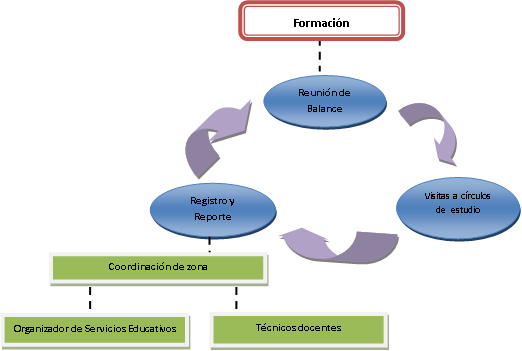 Formación
Reunión de
Balance
Visitas a círculos
de estudio
Registro y
Reporte
Coordinación de zona
Organizador de Servicios Educativos
Técnicos docentes